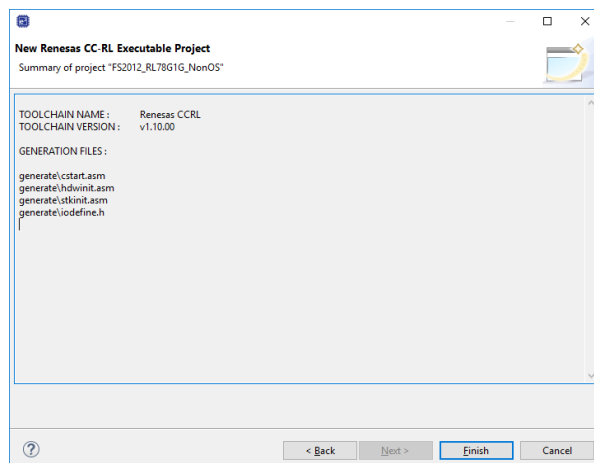 New Renesas CC-RL Executable Project
Summary of project "FS2012_RL78G1G_NonOS"
TOOLCHAIN NAME : Renesas CCRL
TOOLCHAIN VERSION : v1.10.00
GENERATION FILES :
generate\cstart.asm
generate\hdwinit.asm
generate\stkinit.asm
generate\iodefine.h
?
< Back
Next >
Finish
Cancel